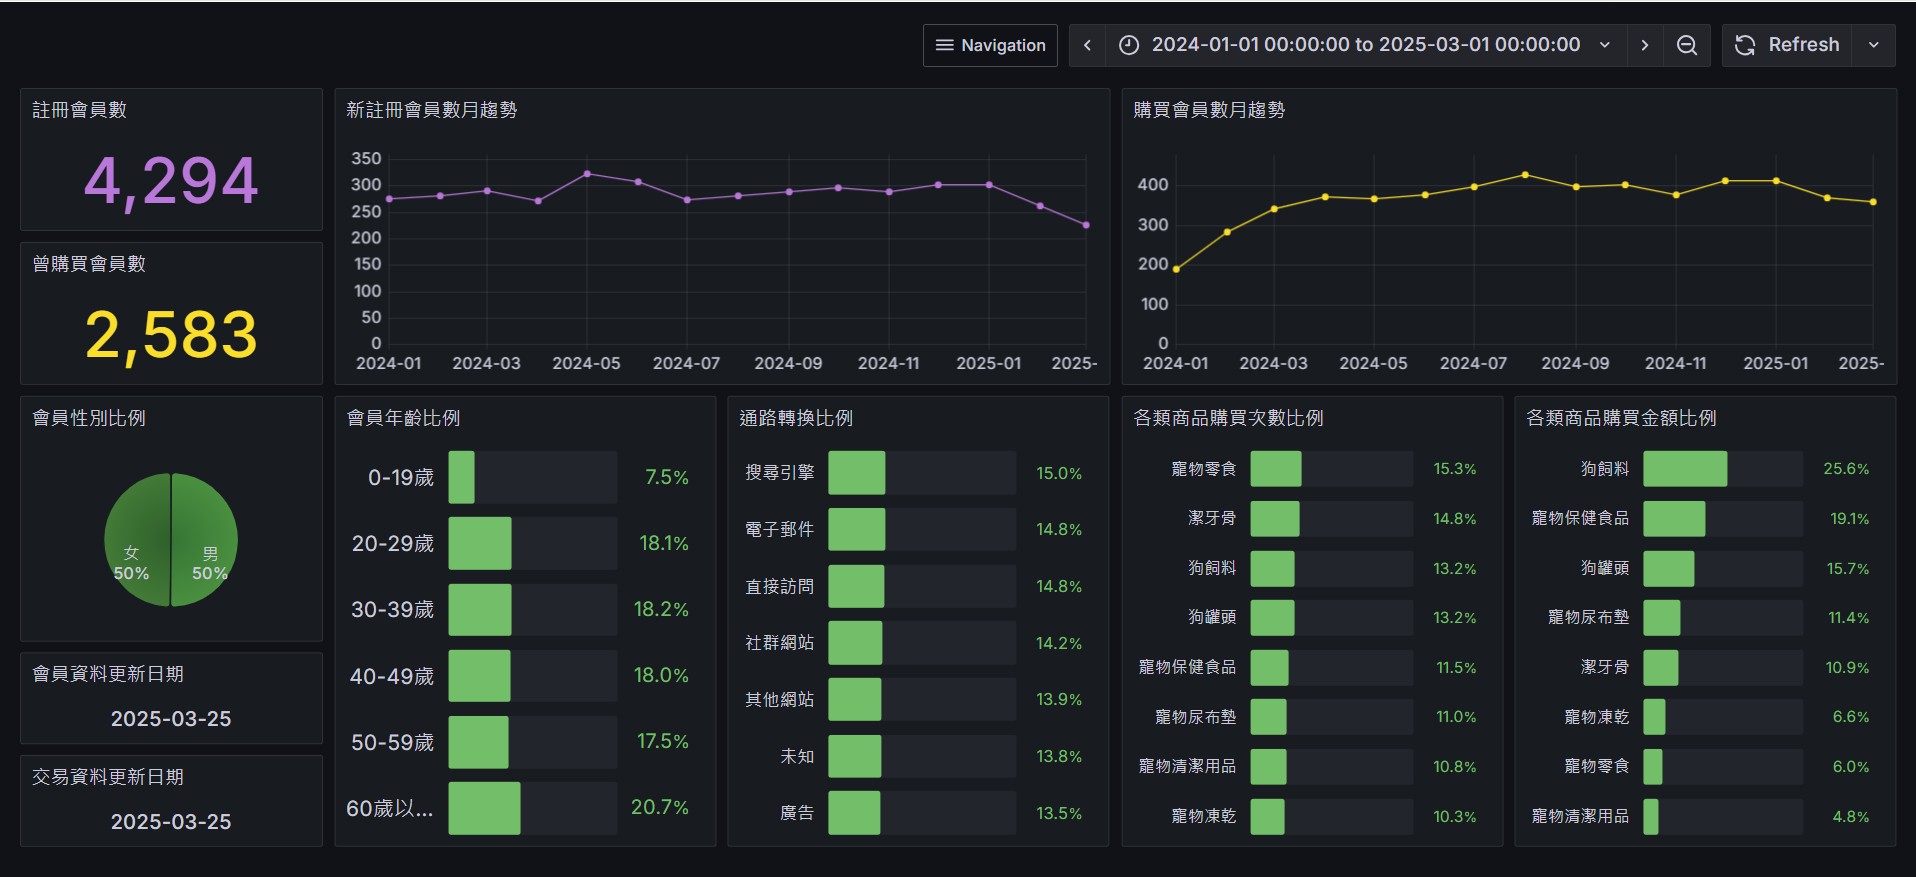 Navigation
2024-01-01 00:00:00 to 2025-03-01 00:00:00
Refresh
註冊會員數
4,294
曾購買會員數
2,583
新註冊會員數月趨勢
350
300
250
200
150
100
50
0
2024-01 2024-03 2024-05 2024-07 2024-09 2024-11 2025-01 2025-
購買會員數月趨勢
400
300
200
100
0
2024-01 2024-03 2024-05 2024-07 2024-09 2024-11 2025-01 2025-
會員性別比例
女 男
50% 50%
會員資料更新日期
2025-03-25
交易資料更新日期
2025-03-25
會員年齡比例
0-19歲 7.5%
20-29歲 18.1%
30-39歲 18.2%
40-49歲 18.0%
50-59歲 17.5%
60歲以... 20.7%
通路轉換比例
搜尋引擎 15.0%
電子郵件 14.8%
直接訪問 14.8%
社群網站 14.2%
其他網站 13.9%
未知 13.8%
廣告 13.5%
各類商品購買次數比例
寵物零食 15.3%
潔牙骨 14.8%
狗飼料 13.2%
狗罐頭 13.2%
寵物保健食品 11.5%
寵物尿布墊 11.0%
寵物清潔用品 10.8%
寵物凍乾 10.3%
各類商品購買金額比例
狗飼料 25.6%
寵物保健食品 19.1%
狗罐頭 15.7%
寵物尿布墊 11.4%
潔牙骨 10.9%
寵物凍乾 6.6%
寵物零食 6.0%
寵物清潔用品 4.8%